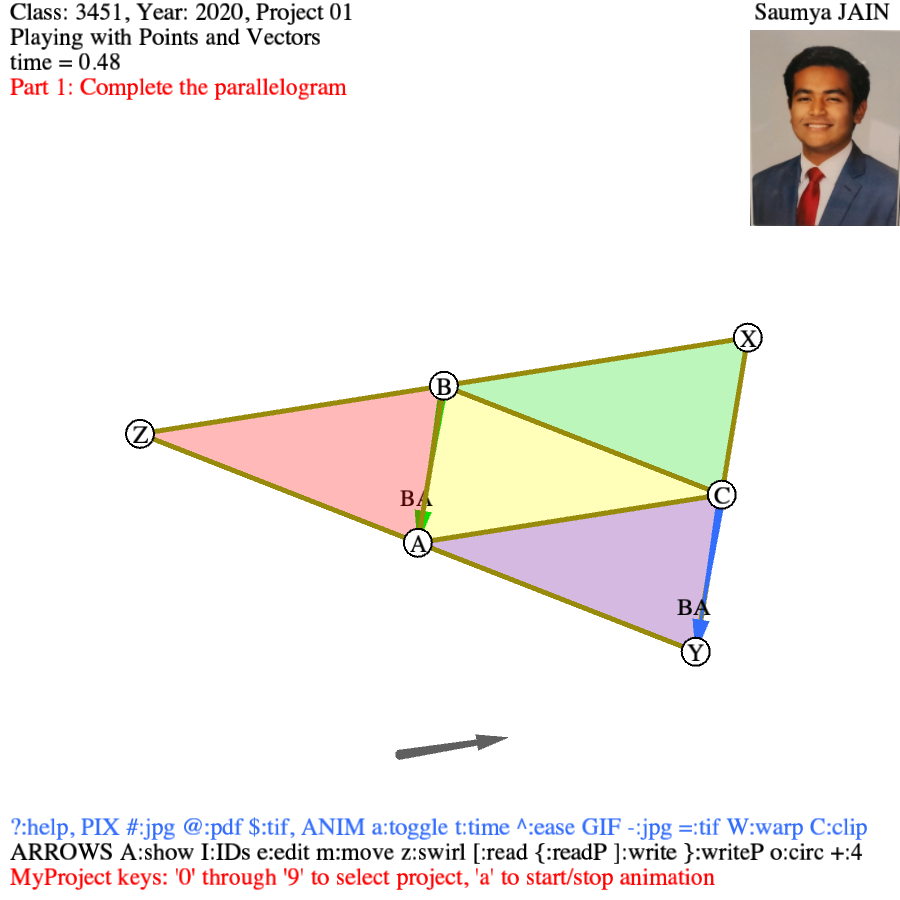 Class: 3451, Year: 2020, Project 01
Saumya JAIN
Playing with Points and Vectors
time = 0.48
Part 1: Complete the parallelogram
X
B
Z
BA
C
A
BA
Y
?:help, PIX #:jpg @:pdf $:tif, ANIM a:toggle t:time ^:ease GIF -:jpg =:tif W:warp C:clip
ARROWS A:show I:IDs e:edit m:move z:swirl [:read {:readP ]:write }:writeP o:circ +:4
MyProject keys: '0' through '9' to select project, 'a' to start/stop animation